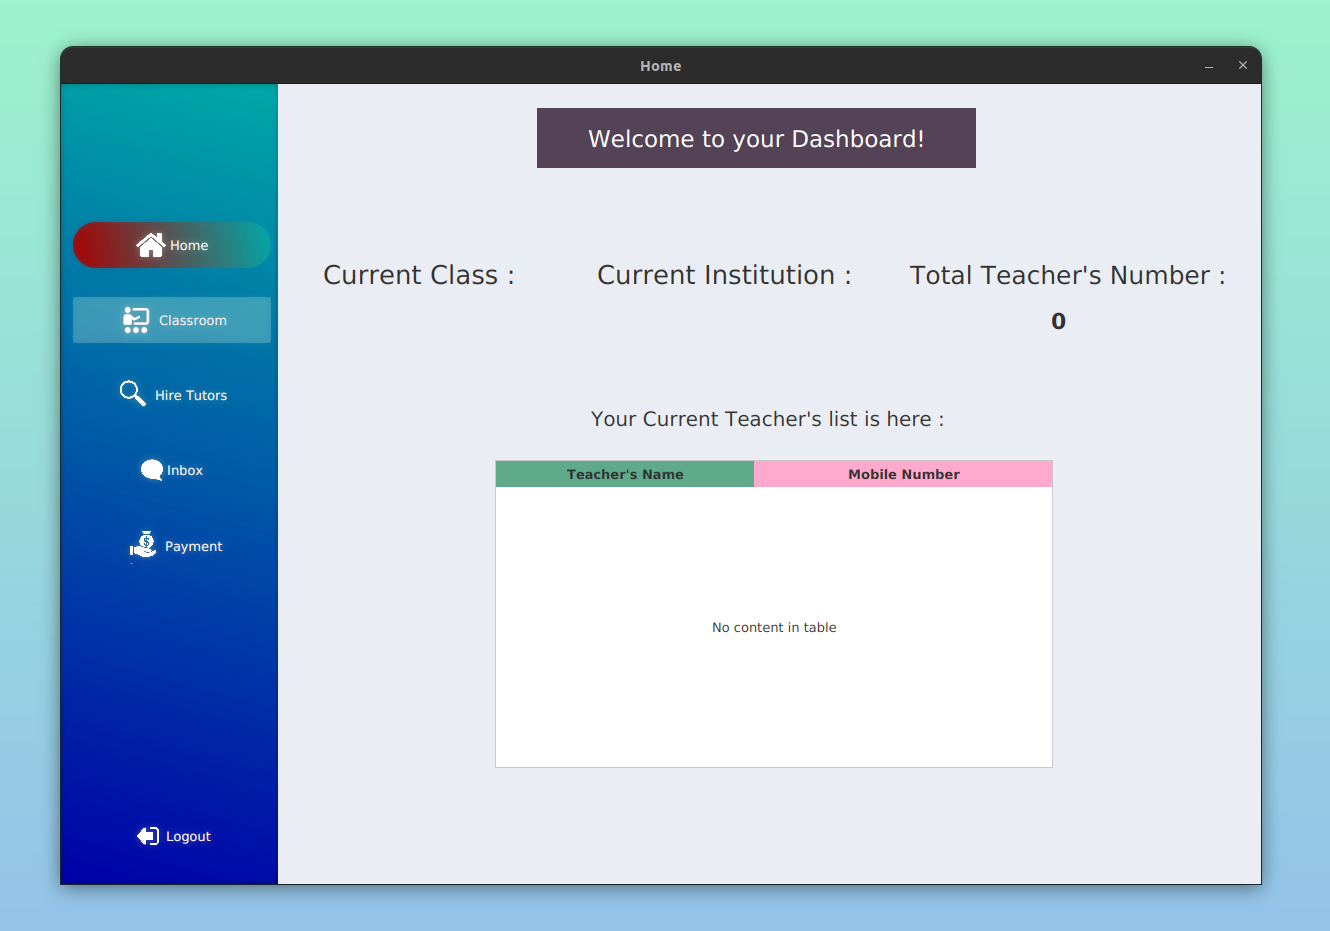 Home
Welcome to your Dashboard!
Home
Classroom
Hire Tutors
Inbox
Payment
Logout
Current Class :
Current Institution :
Total Teacher's Number :
0
Your Current Teacher's list is here :
Teacher's Name
Mobile Number
No content in table